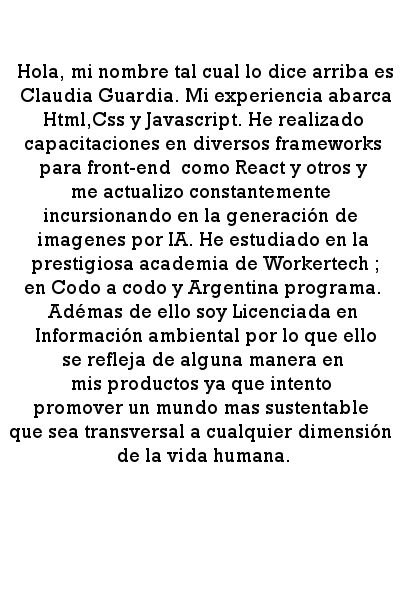 Hola, mi nombre tal cual lo dice arriba es
Claudia Guardia. Mi experiencia abarca
Html,Css y Javascript. He realizado
capacitaciones en diversos frameworks
para front-end como React y otros y
me actualizo constantemente
incursionando en la generación de
imagenes por IA. He estudiado en la
prestigiosa academia de Workertech ;
en Codo a codo y Argentina programa.
Adémas de ello soy Licenciada en
Información ambiental por lo que ello
se refleja de alguna manera en
mis productos ya que intento
promover un mundo mas sustentable
que sea transversal a cualquier dimensión
de la vida humana.